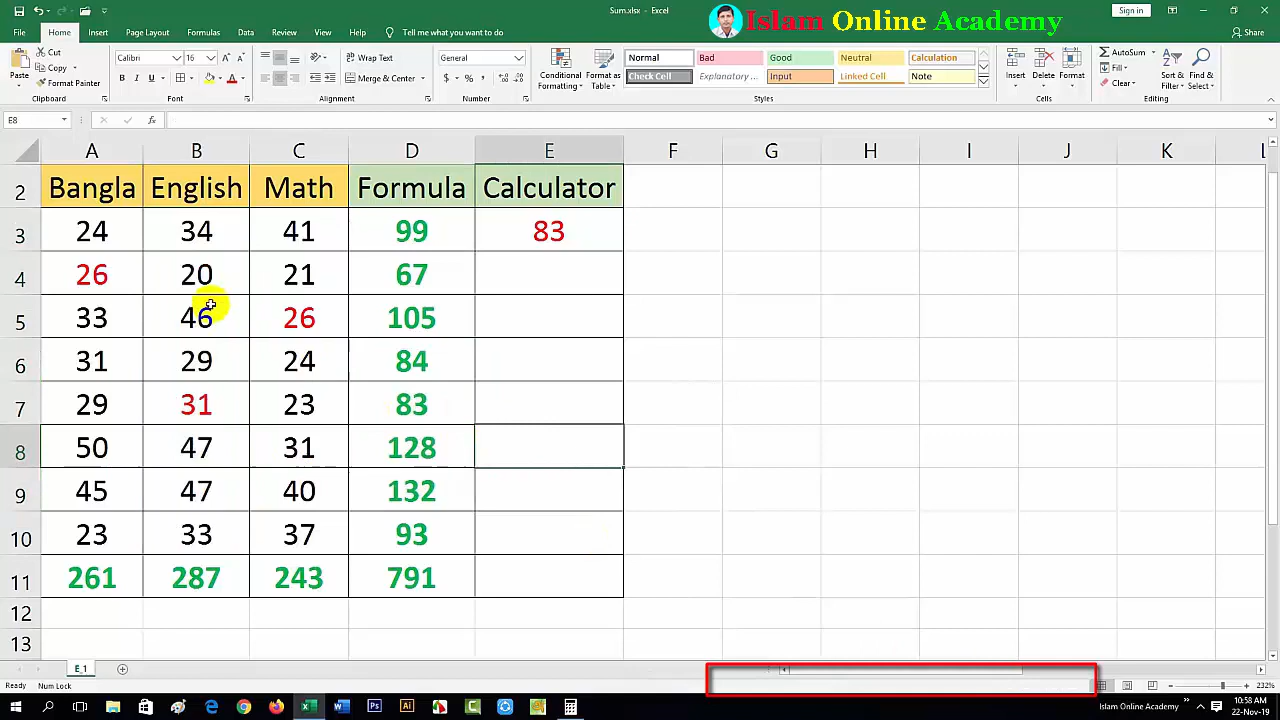 Sum.xlsx - Excel
Islam Online Academy
Sign in
File Home Insert Page Layout Formulas Data Review View Help Tell me what you want to do Share
Paste Cut Copy Format Painter Clipboard
Calibri 16 B I U A Font
Wrap Text Merge & Center Alignment
General $ % , Number
Conditional Formatting Format as Table
Normal Bad Good Neutral Calculation
Check Cell Explanatory ... Input Linked Cell Note
Styles
Insert Delete Format Cells
AutoSum Fill Clear Sort & Filter Find & Select Editing
E8 fx
A B C D E F G H I J K L
2 Bangla English Math Formula Calculator
3 24 34 41 99 83
4 26 20 21 67
5 33 46 26 105
6 31 29 24 84
7 29 31 23 83
8 50 47 31 128
9 45 47 40 132
10 23 33 37 93
11 261 287 243 791
12
13
E_1
Ready Num Lock 232%
Islam Online Academy 10:58 AM
22-Nov-19